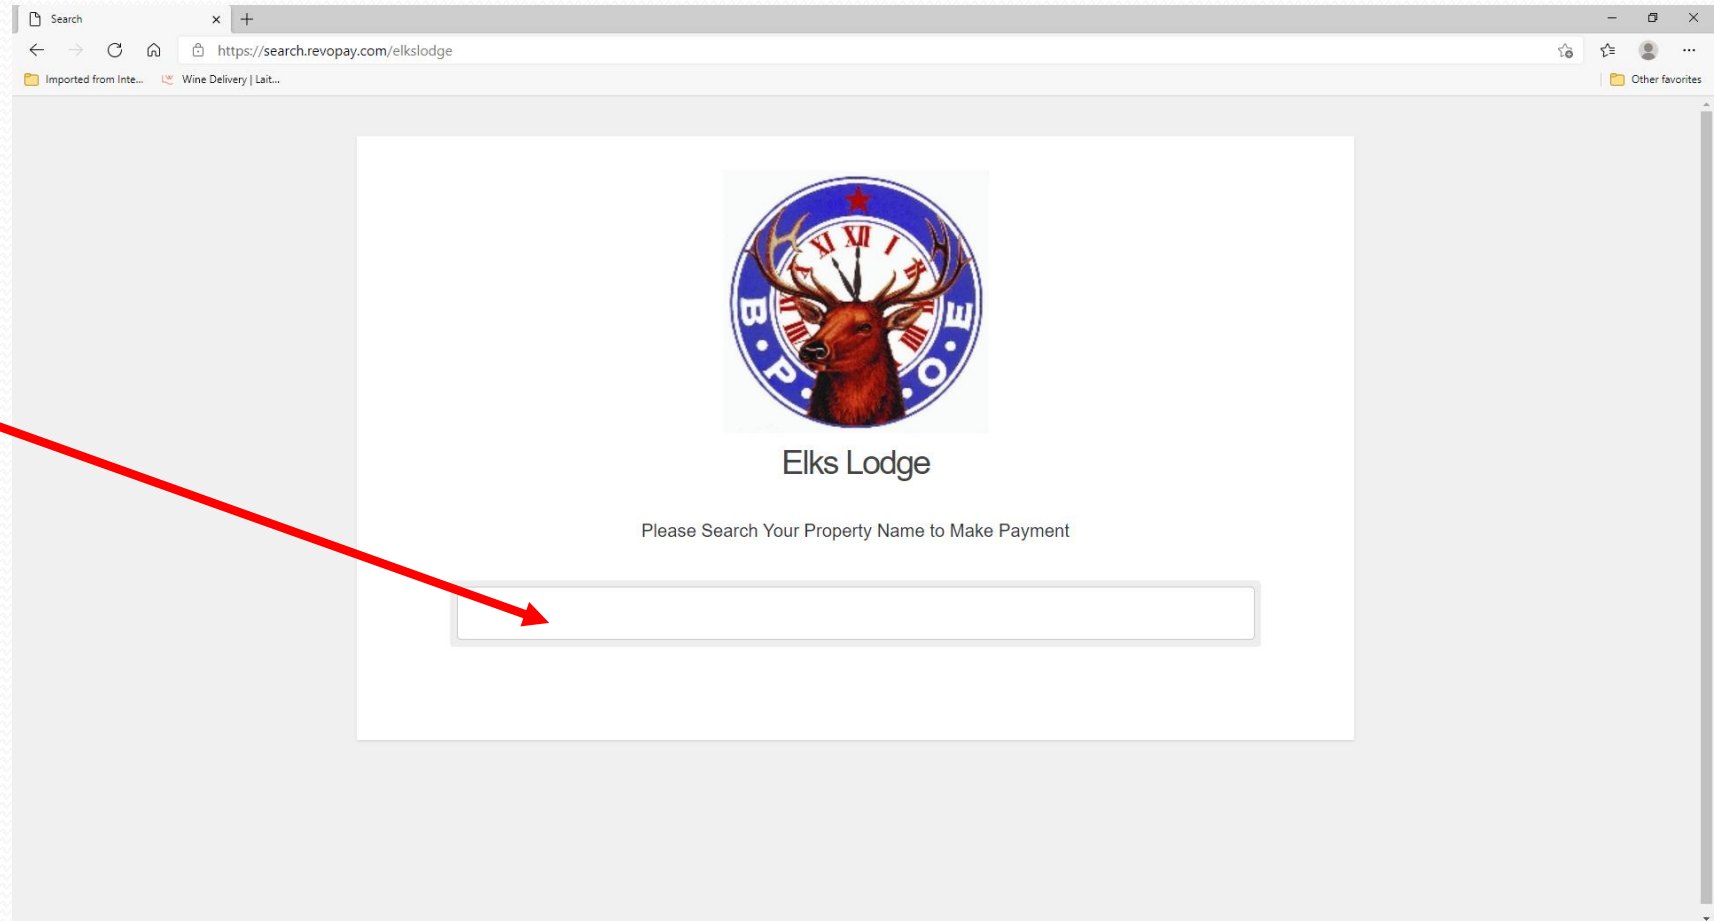 Search
https://search.revopay.com/elkslodge
Imported from Inte...
Wine Delivery | Lait...
Other favorites
XI XII I
B·P·O·E
Elks Lodge
Please Search Your Property Name to Make Payment